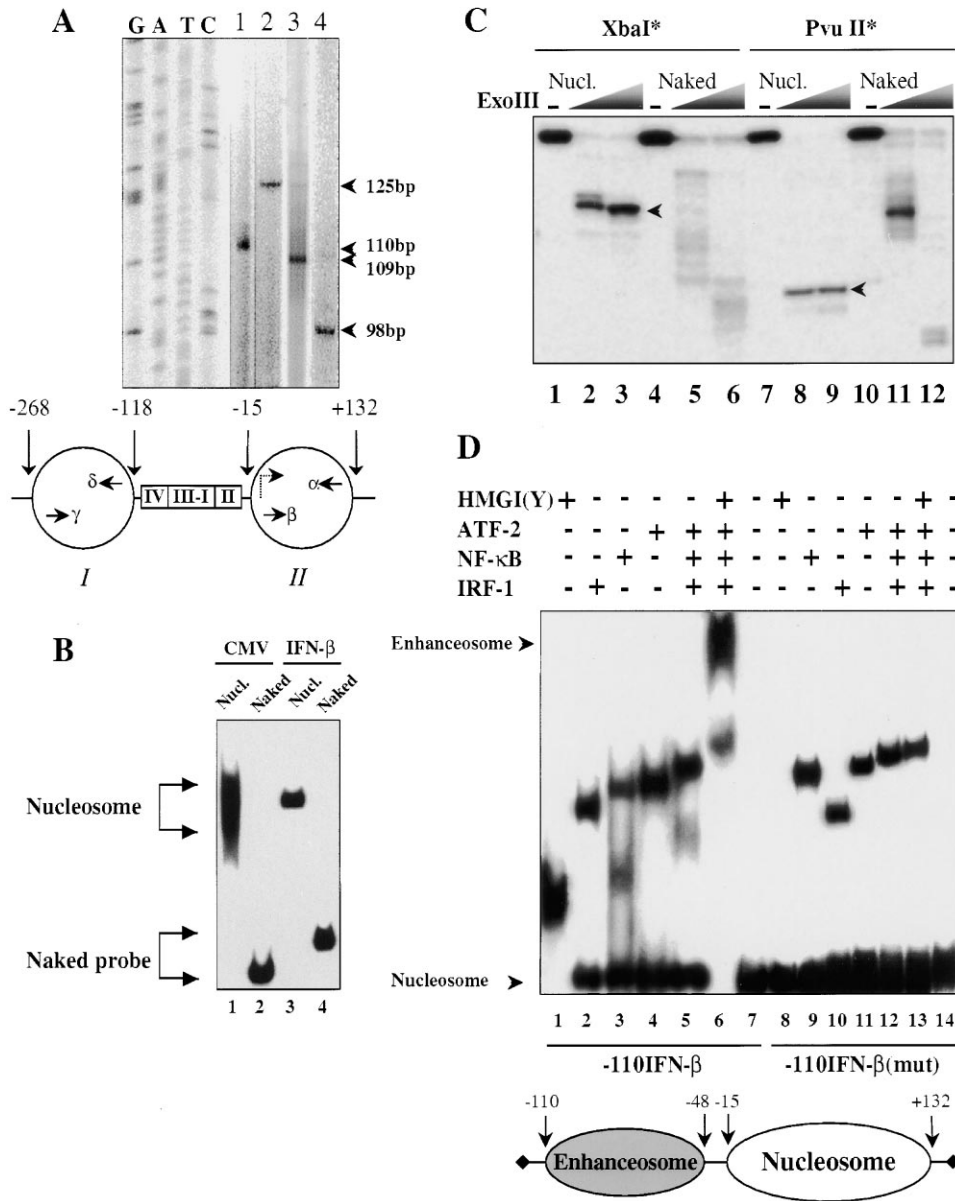 A
G A T C 1 2 3 4
125bp
110bp
109bp
98bp
-268 -118 -15 +132
δ γ IV III-I II α β
I II
B
CMV IFN-β
Nucl. Naked Nucl. Naked
Nucleosome
Naked probe
1 2 3 4
C
XbaI* Pvu II*
Nucl. Naked Nucl. Naked
ExoIII
- - - -
1 2 3 4 5 6 7 8 9 10 11 12
D
HMGI(Y) + - - - - + - + - - - - + -
ATF-2 - - - + + + - - - - + + + -
NF-κB - - + - + + - - + - - + + -
IRF-1 - + - - + + - - - + - + + -
Enhanceosome
Nucleosome
1 2 3 4 5 6 7 8 9 10 11 12 13 14
-110IFN-β -110IFN-β(mut)
-110 -48 -15 +132
Enhanceosome Nucleosome